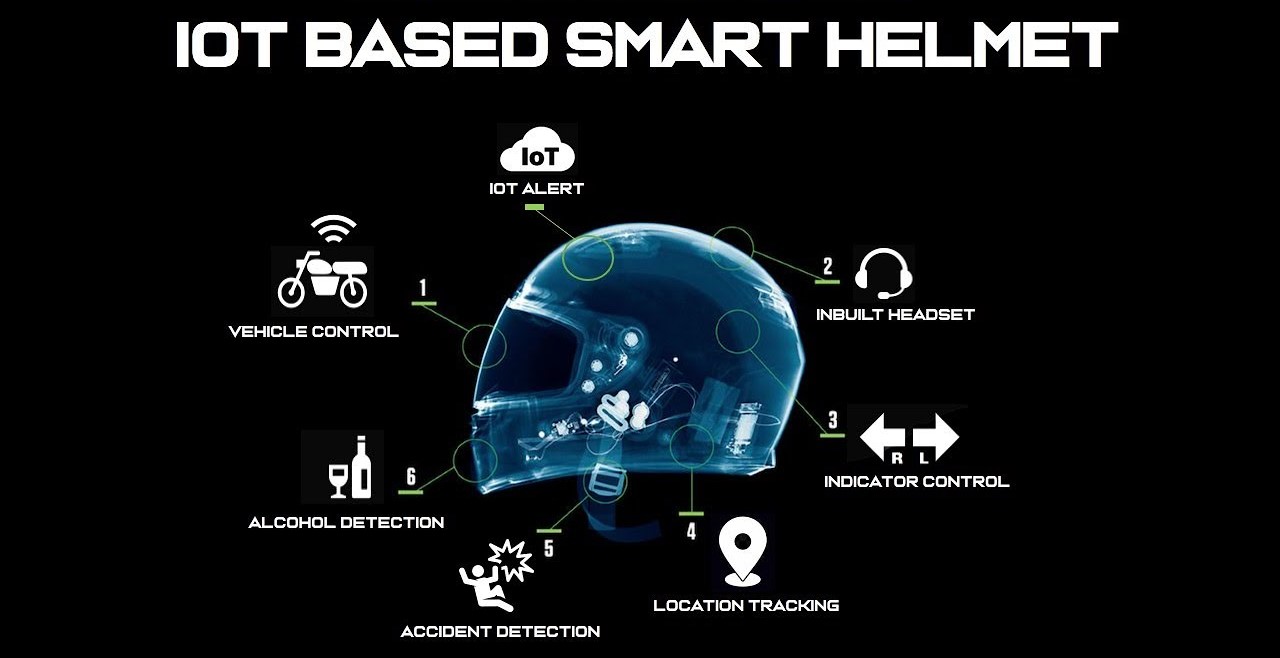 IOT BASED SMART HELMET
IoT
IOT ALERT
1
VEHICLE CONTROL
2
INBUILT HEADSET
3
R L
INDICATOR CONTROL
4
LOCATION TRACKING
5
ACCIDENT DETECTION
6
ALCOHOL DETECTION